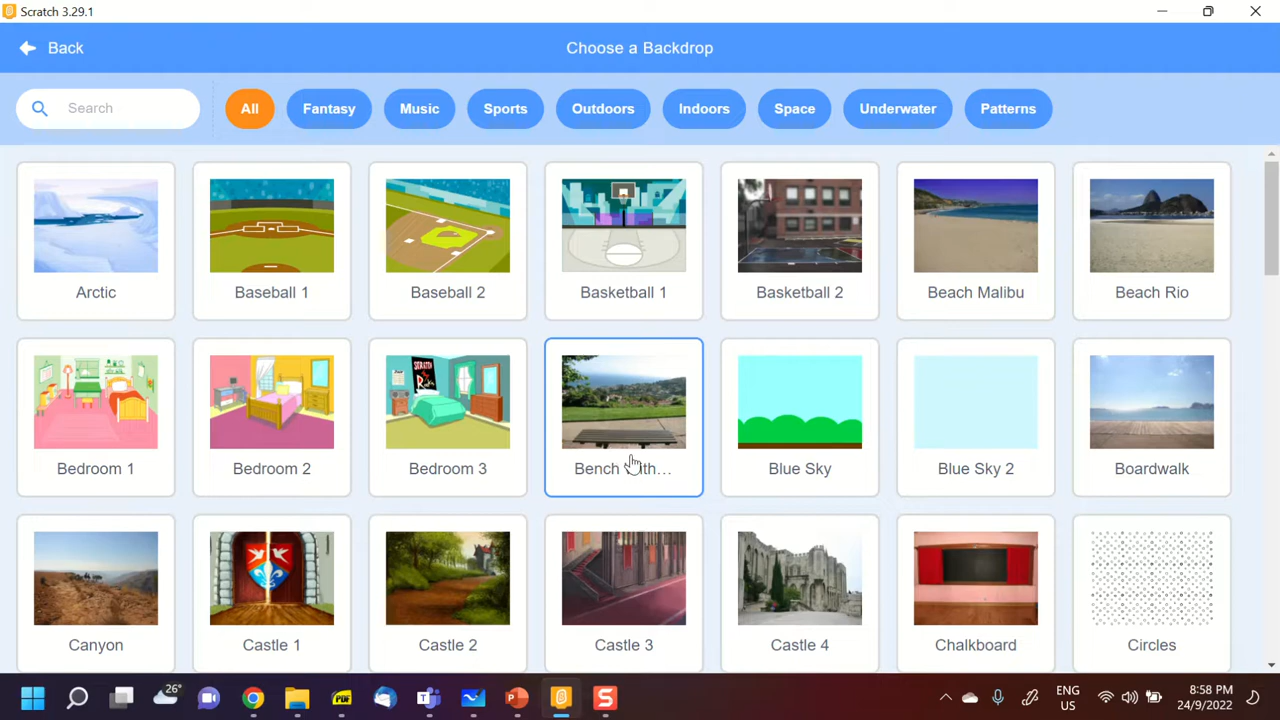 Scratch 3.29.1
Back
Choose a Backdrop
Search
All
Fantasy
Music
Sports
Outdoors
Indoors
Space
Underwater
Patterns
Arctic
Baseball 1
Baseball 2
Basketball 1
Basketball 2
Beach Malibu
Beach Rio
Bedroom 1
Bedroom 2
Bedroom 3
Bench With...
Blue Sky
Blue Sky 2
Boardwalk
Canyon
Castle 1
Castle 2
Castle 3
Castle 4
Chalkboard
Circles
26°
ENG
US
8:58 PM
24/9/2022